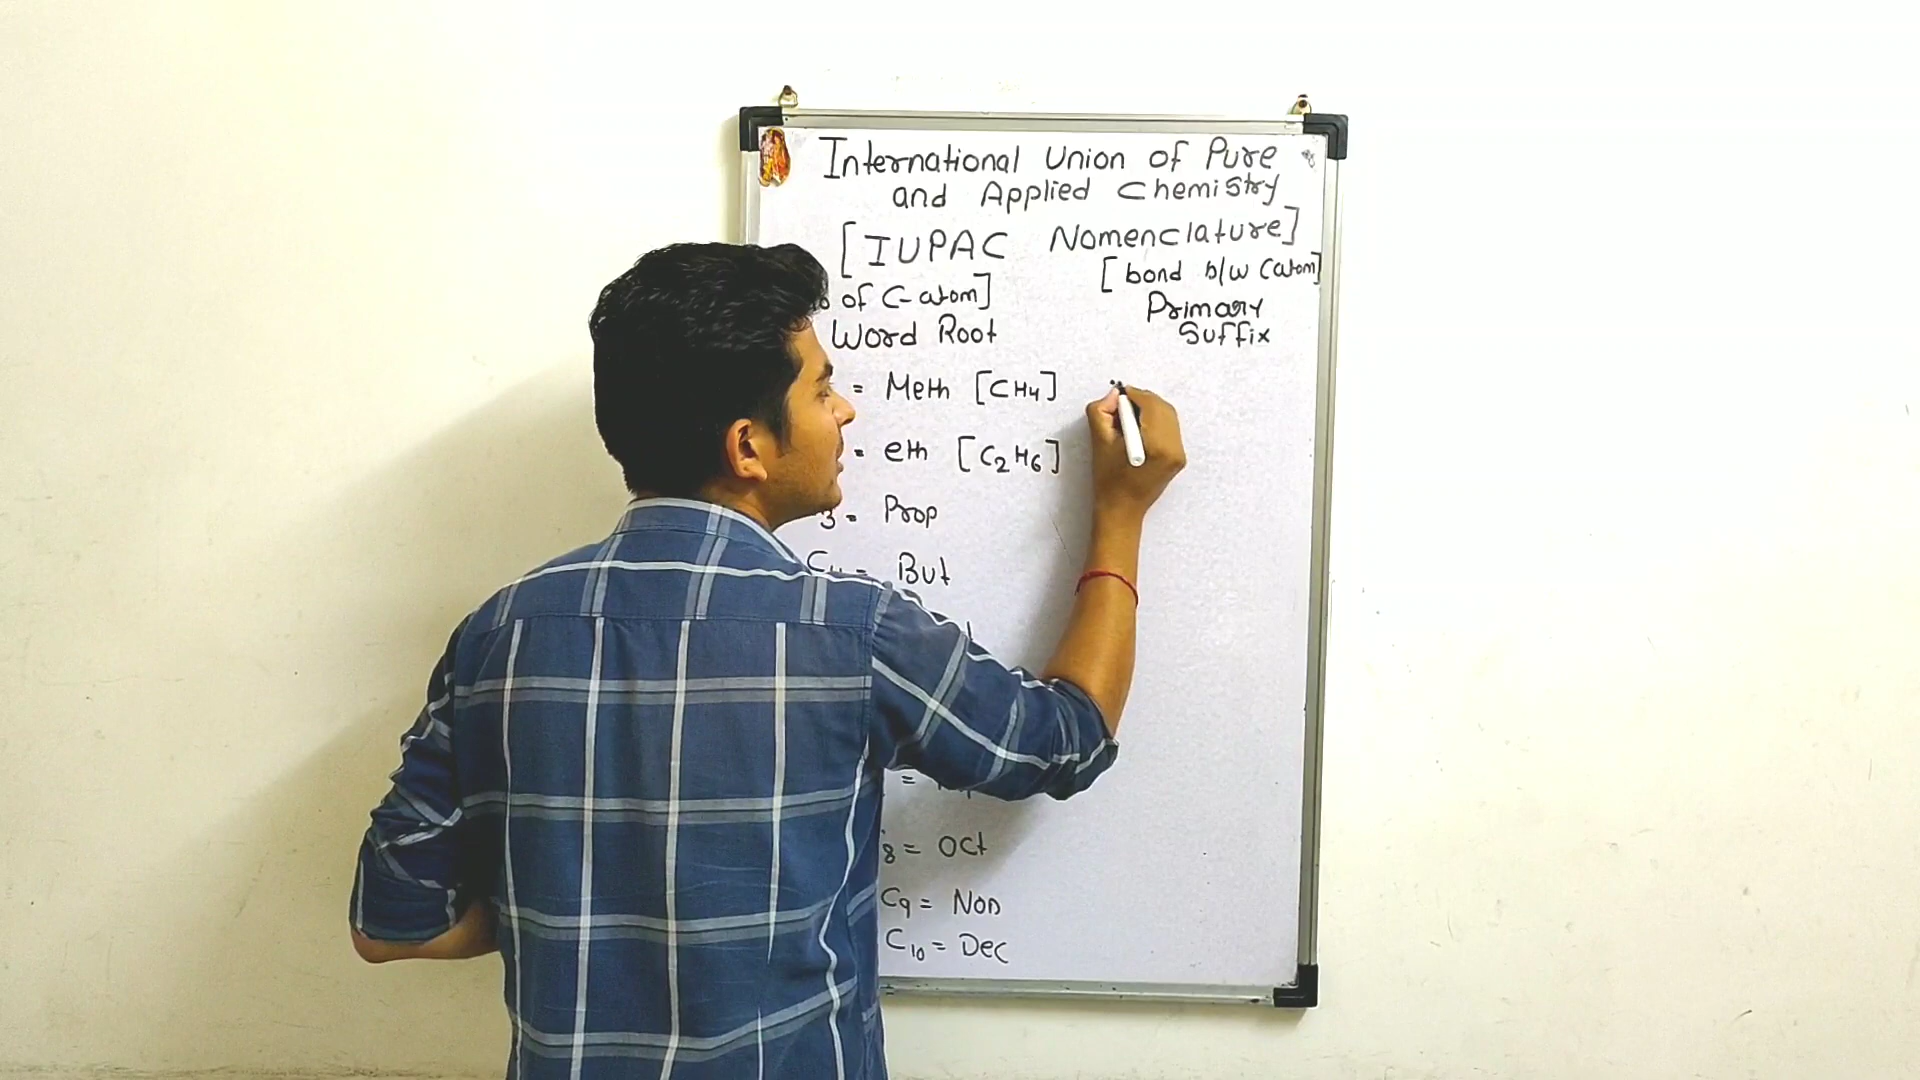 International Union of Pure
and Applied Chemistry
[IUPAC Nomenclature]
of C-atom]
[bond b/w Catom]
Word Root
Primary
Suffix
= Meth [CH4]
= eth [C2H6]
3 = Prop
C4 = But
8 = Oct
C9 = Non
C10 = Dec